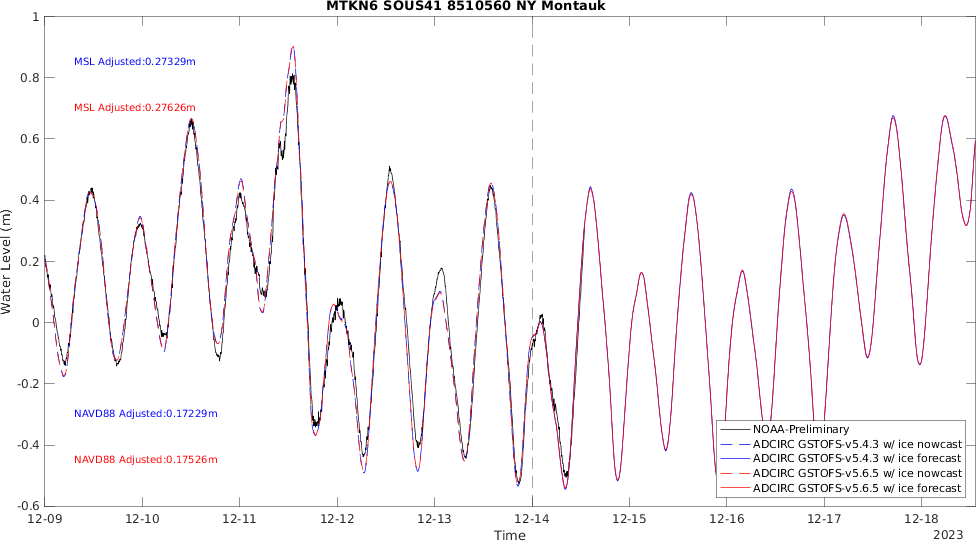 MTKN6 SOUS41 8510560 NY Montauk
1
0.8
0.6
0.4
0.2
0
-0.2
-0.4
-0.6
Water Level (m)
MSL Adjusted:0.27329m
MSL Adjusted:0.27626m
NAVD88 Adjusted:0.17229m
NAVD88 Adjusted:0.17526m
NOAA-Preliminary
ADCIRC GSTOFS-v5.4.3 w/ ice nowcast
ADCIRC GSTOFS-v5.4.3 w/ ice forecast
ADCIRC GSTOFS-v5.6.5 w/ ice nowcast
ADCIRC GSTOFS-v5.6.5 w/ ice forecast
12-09 12-10 12-11 12-12 12-13 12-14 12-15 12-16 12-17 12-18
Time
2023